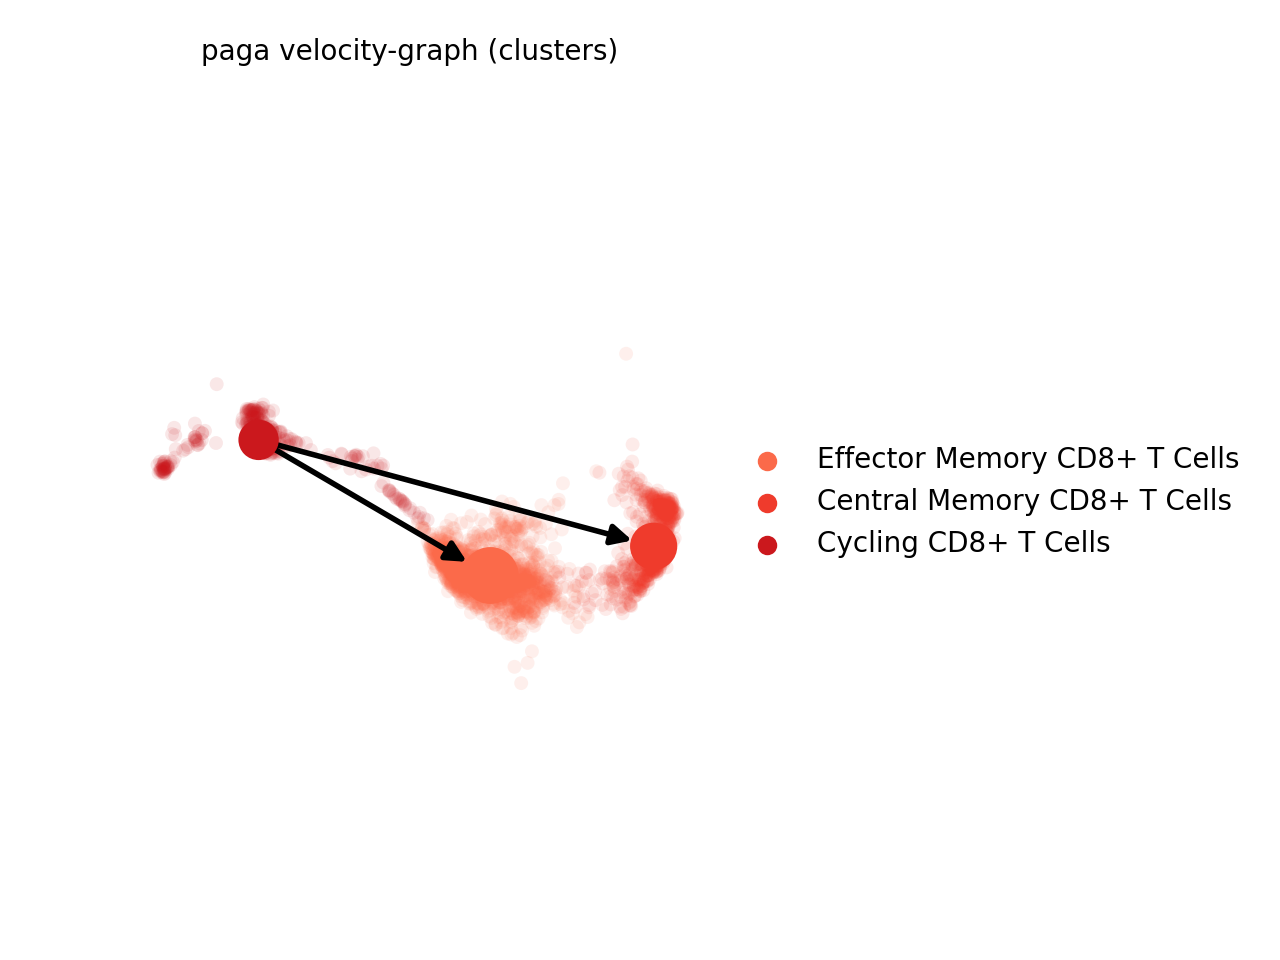 paga velocity-graph (clusters)
Effector Memory CD8+ T Cells
Central Memory CD8+ T Cells
Cycling CD8+ T Cells